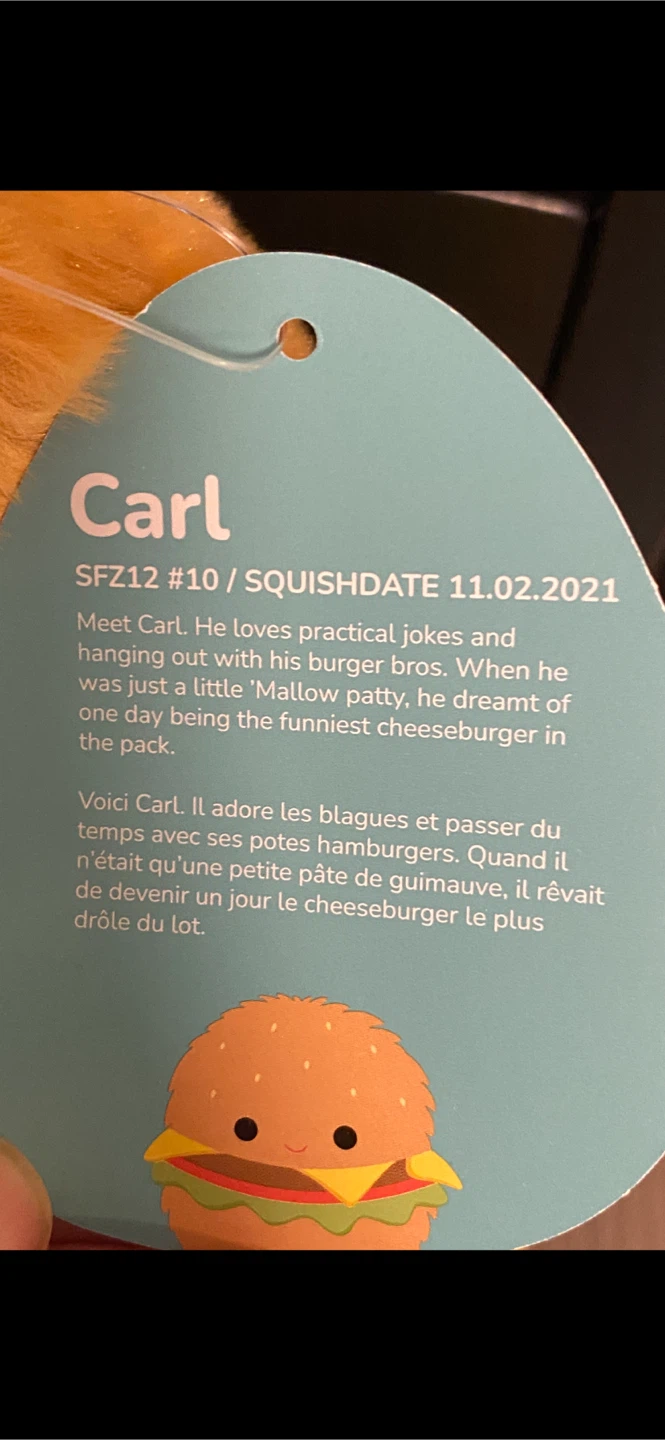 Carl
SFZ12 #10 / SQUISHDATE 11.02.2021
Meet Carl. He loves practical jokes and
hanging out with his burger bros. When he
was just a little 'Mallow patty, he dreamt of
one day being the funniest cheeseburger in
the pack.
Voici Carl. Il adore les blagues et passer du
temps avec ses potes hamburgers. Quand il
n'était qu'une petite pâte de guimauve, il rêvait
de devenir un jour le cheeseburger le plus
drôle du lot.